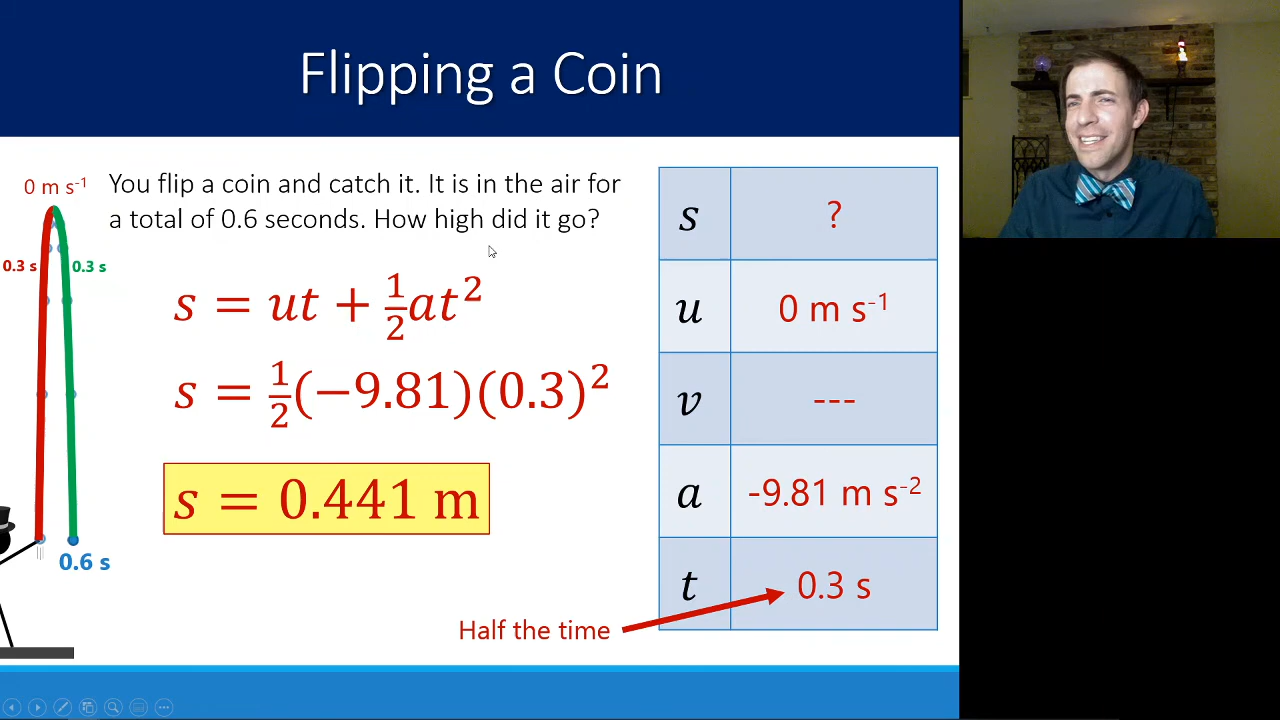 Flipping a Coin
0 m s⁻¹
You flip a coin and catch it. It is in the air for
a total of 0.6 seconds. How high did it go?
0.3 s
0.3 s
s = ut + ½at²
s = ½(−9.81)(0.3)²
s = 0.441 m
0.6 s
Half the time
s ?
u 0 m s⁻¹
v ---
a -9.81 m s⁻²
t 0.3 s